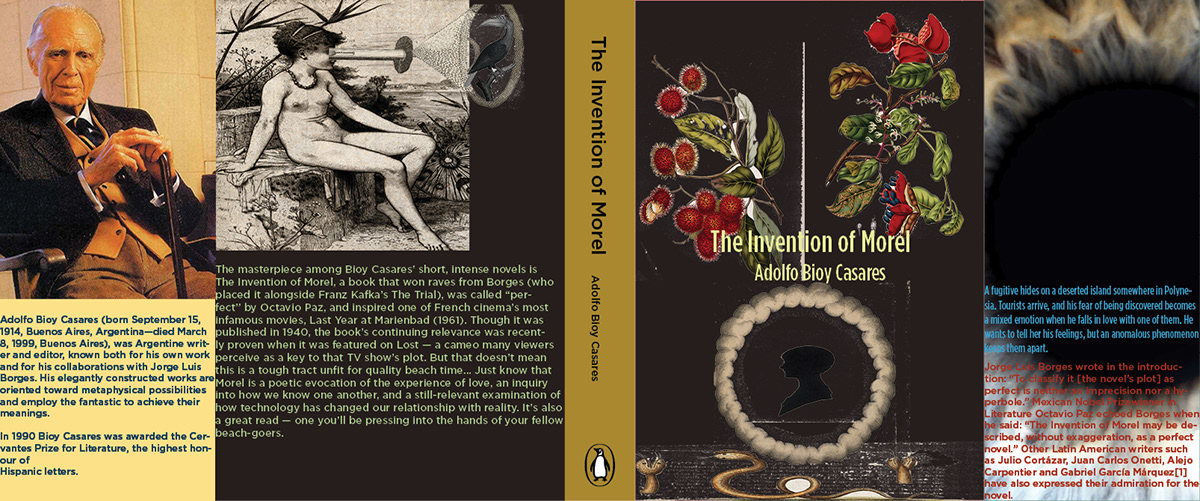 Adolfo Bioy Casares (born September 15,
1914, Buenos Aires, Argentina—died March
8, 1999, Buenos Aires), was Argentine writ-
er and editor, known both for his own work
and for his collaborations with Jorge Luis
Borges. His elegantly constructed works are
oriented toward metaphysical possibilities
and employ the fantastic to achieve their
meanings.
In 1990 Bioy Casares was awarded the Cer-
vantes Prize for Literature, the highest hon-
our of
Hispanic letters.
The masterpiece among Bioy Casares' short, intense novels is
The Invention of Morel, a book that won raves from Borges (who
placed it alongside Franz Kafka's The Trial), was called "per-
fect" by Octavio Paz, and inspired one of French cinema's most
infamous movies, Last Year at Marienbad (1961). Though it was
published in 1940, the book's continuing relevance was recent-
ly proven when it was featured on Lost — a cameo many viewers
perceive as a key to that TV show's plot. But that doesn't mean
this is a tough tract unfit for quality beach time... Just know that
Morel is a poetic evocation of the experience of love, an inquiry
into how we know one another, and a still-relevant examination of
how technology has changed our relationship with reality. It's also
a great read — one you'll be pressing into the hands of your fellow
beach-goers.
The Invention of Morel
Adolfo Bioy Casares
The Invention of Morel
Adolfo Bioy Casares
A fugitive hides on a deserted island somewhere in Polyne-
sia. Tourists arrive, and his fear of being discovered becomes
a mixed emotion when he falls in love with one of them. He
wants to tell her his feelings, but an anomalous phenomenon
keeps them apart.
Jorge Luis Borges wrote in the introduc-
tion: "To classify it [the novel's plot] as
perfect is neither an imprecision nor a hy-
perbole." Mexican Nobel Prizewinner in
Literature Octavio Paz echoed Borges when
he said: "The Invention of Morel may be de-
scribed, without exaggeration, as a perfect
novel." Other Latin American writers such
as Julio Cortázar, Juan Carlos Onetti, Alejo
Carpentier and Gabriel García Márquez[1]
have also expressed their admiration for the
novel.